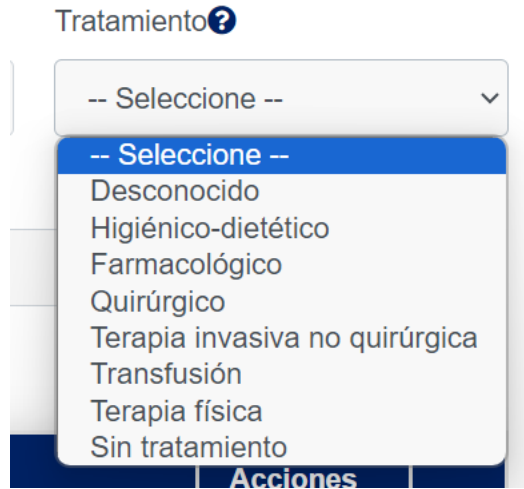 Tratamiento?
-- Seleccione --
-- Seleccione --
Desconocido
Higiénico-dietético
Farmacológico
Quirúrgico
Terapia invasiva no quirúrgica
Transfusión
Terapia física
Sin tratamiento
Acciones